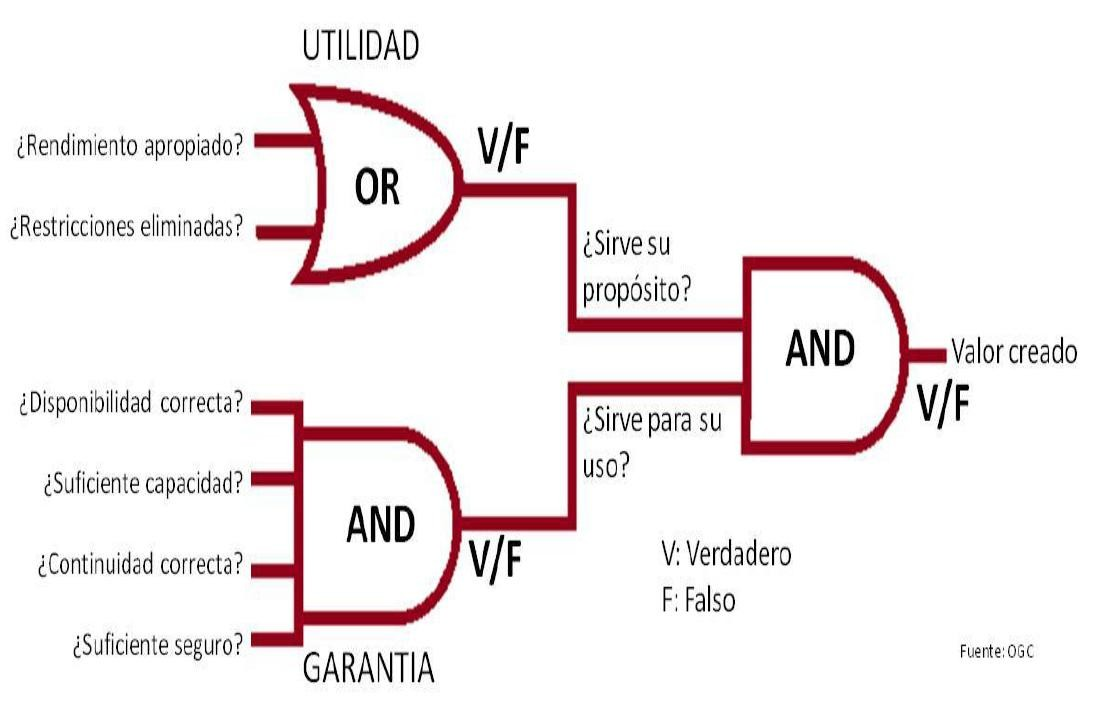 UTILIDAD
¿Rendimiento apropiado?
¿Restricciones eliminadas?
OR
V/F
¿Sirve su
propósito?
¿Disponibilidad correcta?
¿Suficiente capacidad?
¿Continuidad correcta?
¿Suficiente seguro?
AND
V/F
GARANTIA
¿Sirve para su
uso?
AND
Valor creado
V/F
V: Verdadero
F: Falso
Fuente: OGC